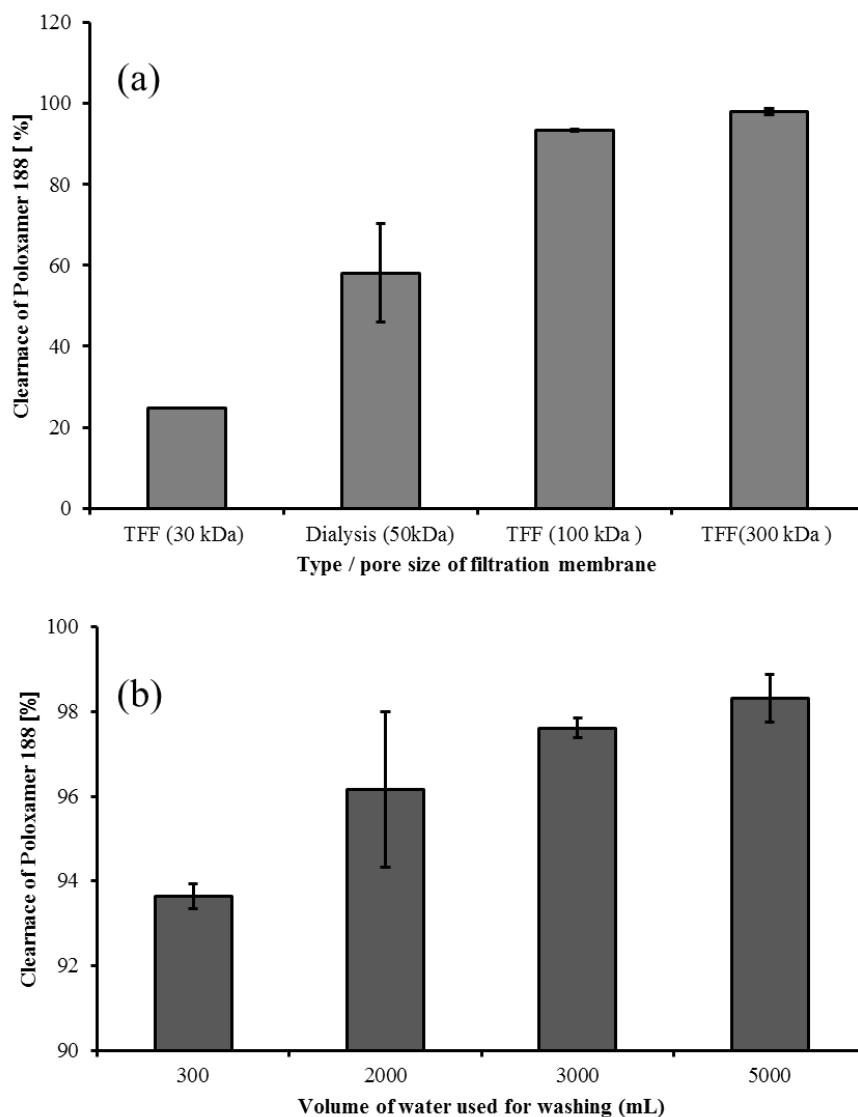 120
100
80
60
40
20
0
(a)
Clearnace of Poloxamer 188 [ %]
TFF (30 kDa) Dialysis (50kDa) TFF (100 kDa ) TFF(300 kDa )
Type / pore size of filtration membrane
100
98
96
94
92
90
(b)
Clearnace of Poloxamer 188 [%]
300 2000 3000 5000
Volume of water used for washing (mL)